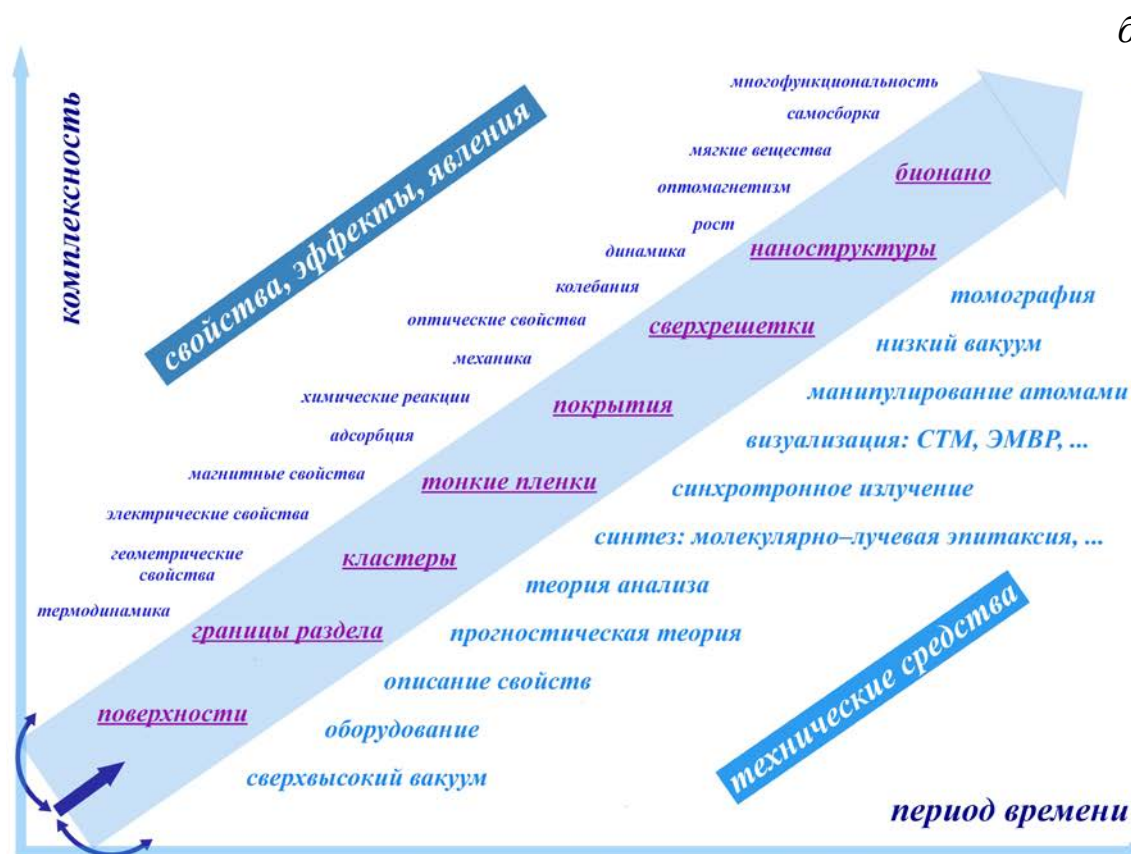 б
комплексность
свойства, эффекты, явления
многофункциональность
самосборка
мягкие вещества
оптомагнетизм
рост
динамика
колебания
оптические свойства
механика
химические реакции
адсорбция
магнитные свойства
электрические свойства
геометрические
свойства
термодинамика
бионано
наноструктуры
сверхрешетки
покрытия
тонкие пленки
кластеры
границы раздела
поверхности
томография
низкий вакуум
манипулирование атомами
визуализация: СТМ, ЭМВР, ...
синхротронное излучение
синтез: молекулярно–лучевая эпитаксия, ...
теория анализа
прогностическая теория
описание свойств
оборудование
сверхвысокий вакуум
технические средства
период времени